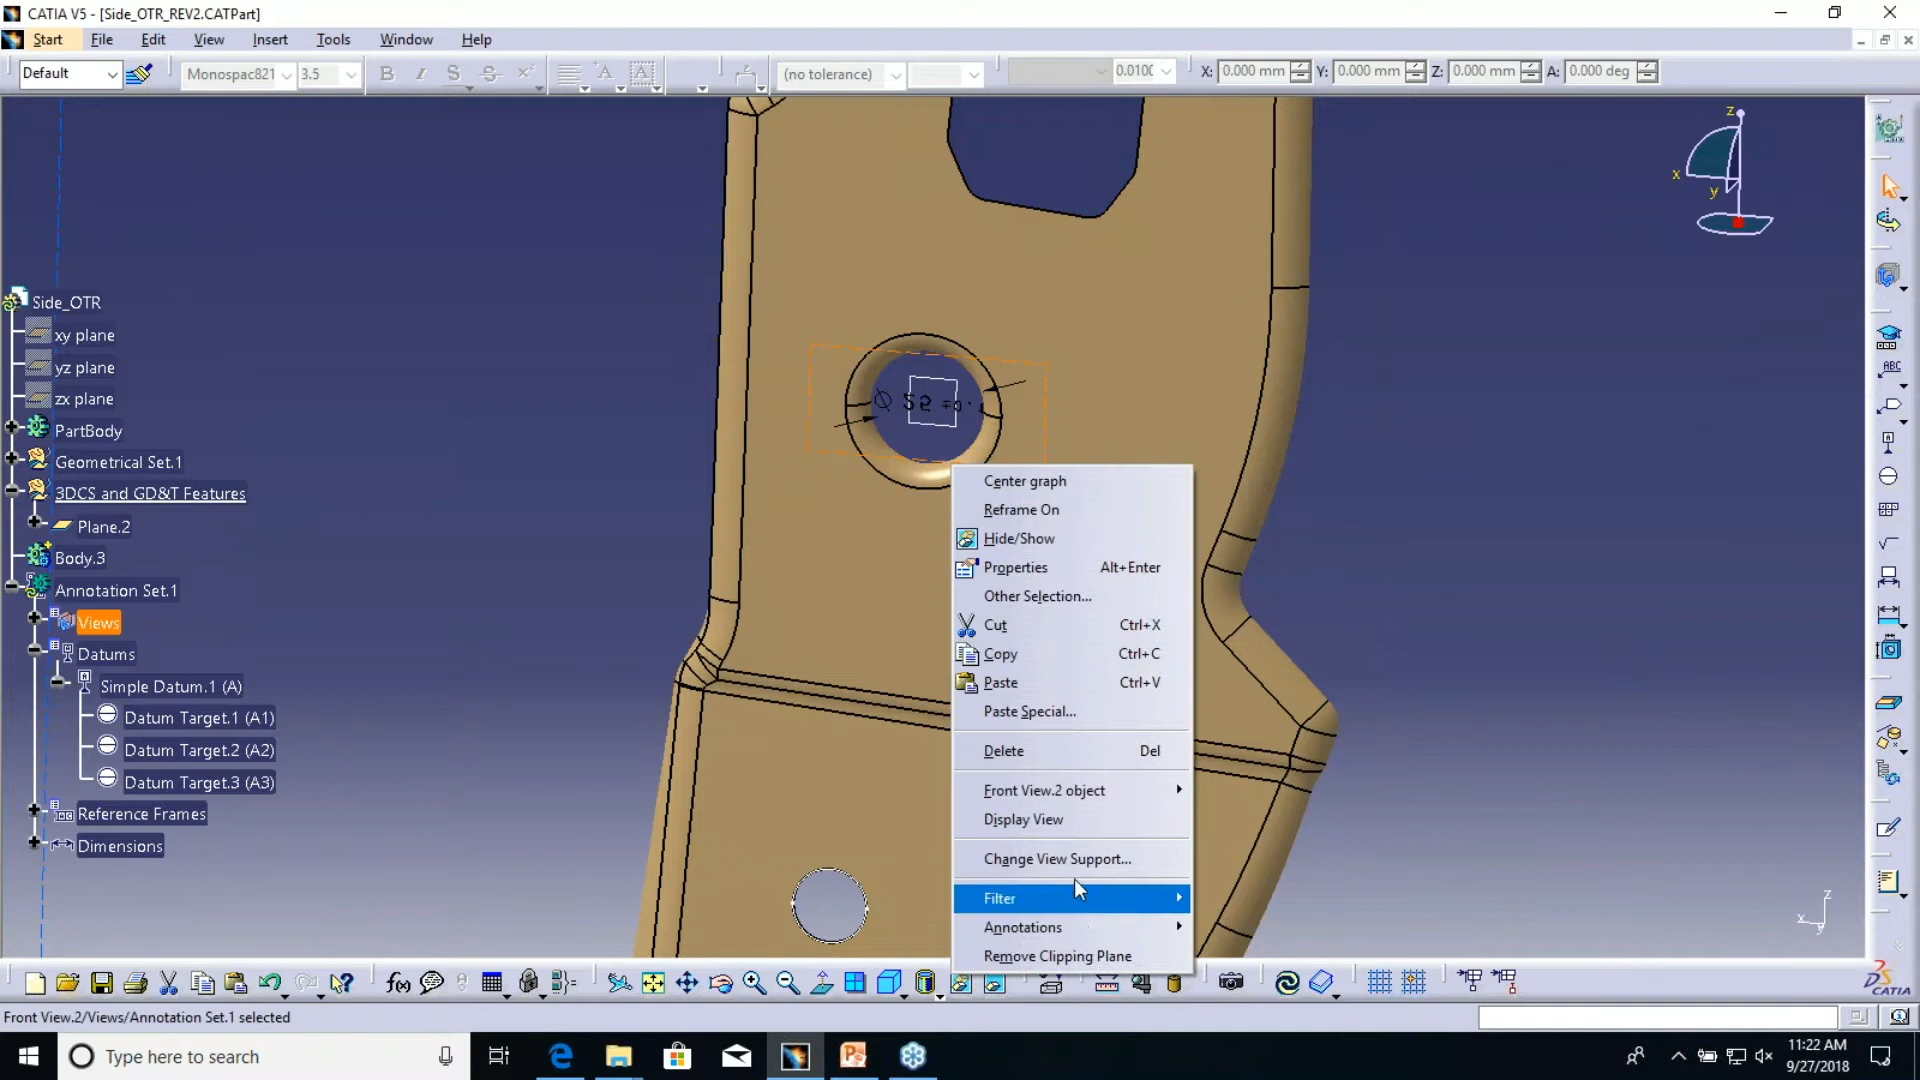 CATIA V5 - [Side_OTR_REV2.CATPart]
Start File Edit View Insert Tools Window Help
Default Monospac821 3.5 B I S S (no tolerance) 0.0100 X: 0.000 mm Y: 0.000 mm Z: 0.000 mm A: 0.000 deg
z
x
y
Side_OTR
xy plane
yz plane
zx plane
PartBody
Geometrical Set.1
3DCS and GD&T Features
Plane.2
Body.3
Annotation Set.1
Views
Datums
Simple Datum.1 (A)
Datum Target.1 (A1)
Datum Target.2 (A2)
Datum Target.3 (A3)
Reference Frames
Dimensions
Center graph
Reframe On
Hide/Show
Properties Alt+Enter
Other Selection...
Cut Ctrl+X
Copy Ctrl+C
Paste Ctrl+V
Paste Special...
Delete Del
Front View.2 object
Display View
Change View Support...
Filter
Annotations
Remove Clipping Plane
z
x
y
ABC
f(x)
CATIA
Front View.2/Views/Annotation Set.1 selected
Type here to search
11:22 AM
9/27/2018